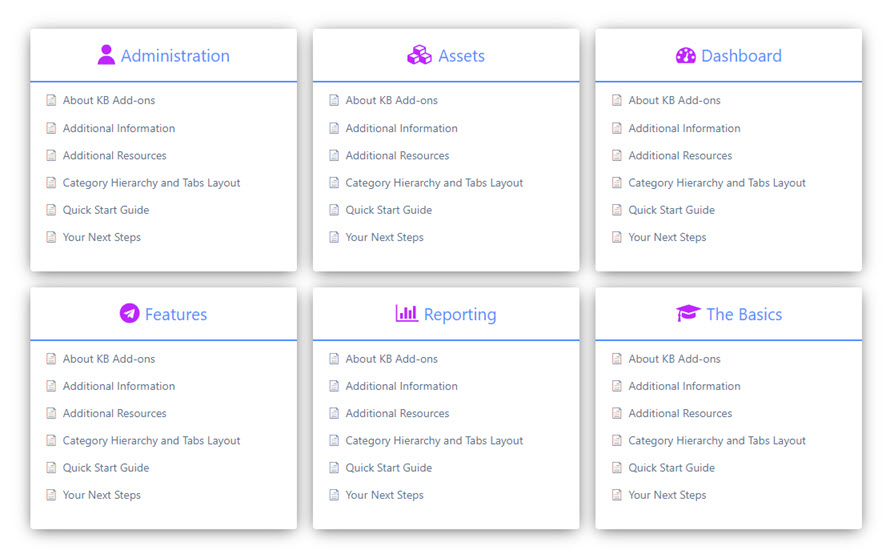 Administration
About KB Add-ons
Additional Information
Additional Resources
Category Hierarchy and Tabs Layout
Quick Start Guide
Your Next Steps
Assets
About KB Add-ons
Additional Information
Additional Resources
Category Hierarchy and Tabs Layout
Quick Start Guide
Your Next Steps
Dashboard
About KB Add-ons
Additional Information
Additional Resources
Category Hierarchy and Tabs Layout
Quick Start Guide
Your Next Steps
Features
About KB Add-ons
Additional Information
Additional Resources
Category Hierarchy and Tabs Layout
Quick Start Guide
Your Next Steps
Reporting
About KB Add-ons
Additional Information
Additional Resources
Category Hierarchy and Tabs Layout
Quick Start Guide
Your Next Steps
The Basics
About KB Add-ons
Additional Information
Additional Resources
Category Hierarchy and Tabs Layout
Quick Start Guide
Your Next Steps